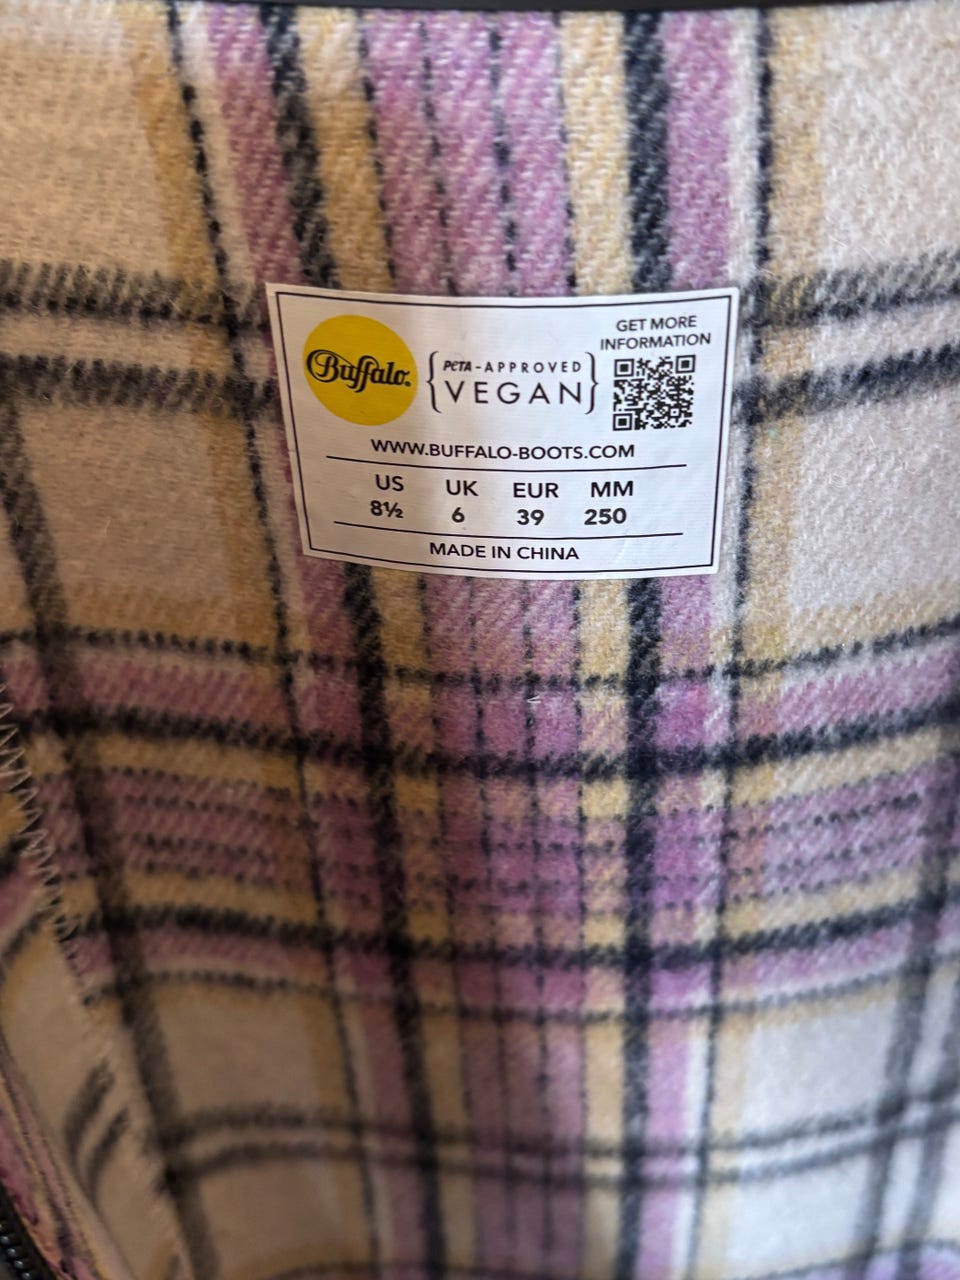 Buffalo.
PETA-APPROVED
VEGAN
GET MORE
INFORMATION
WWW.BUFFALO-BOOTS.COM
US UK EUR MM
8½ 6 39 250
MADE IN CHINA